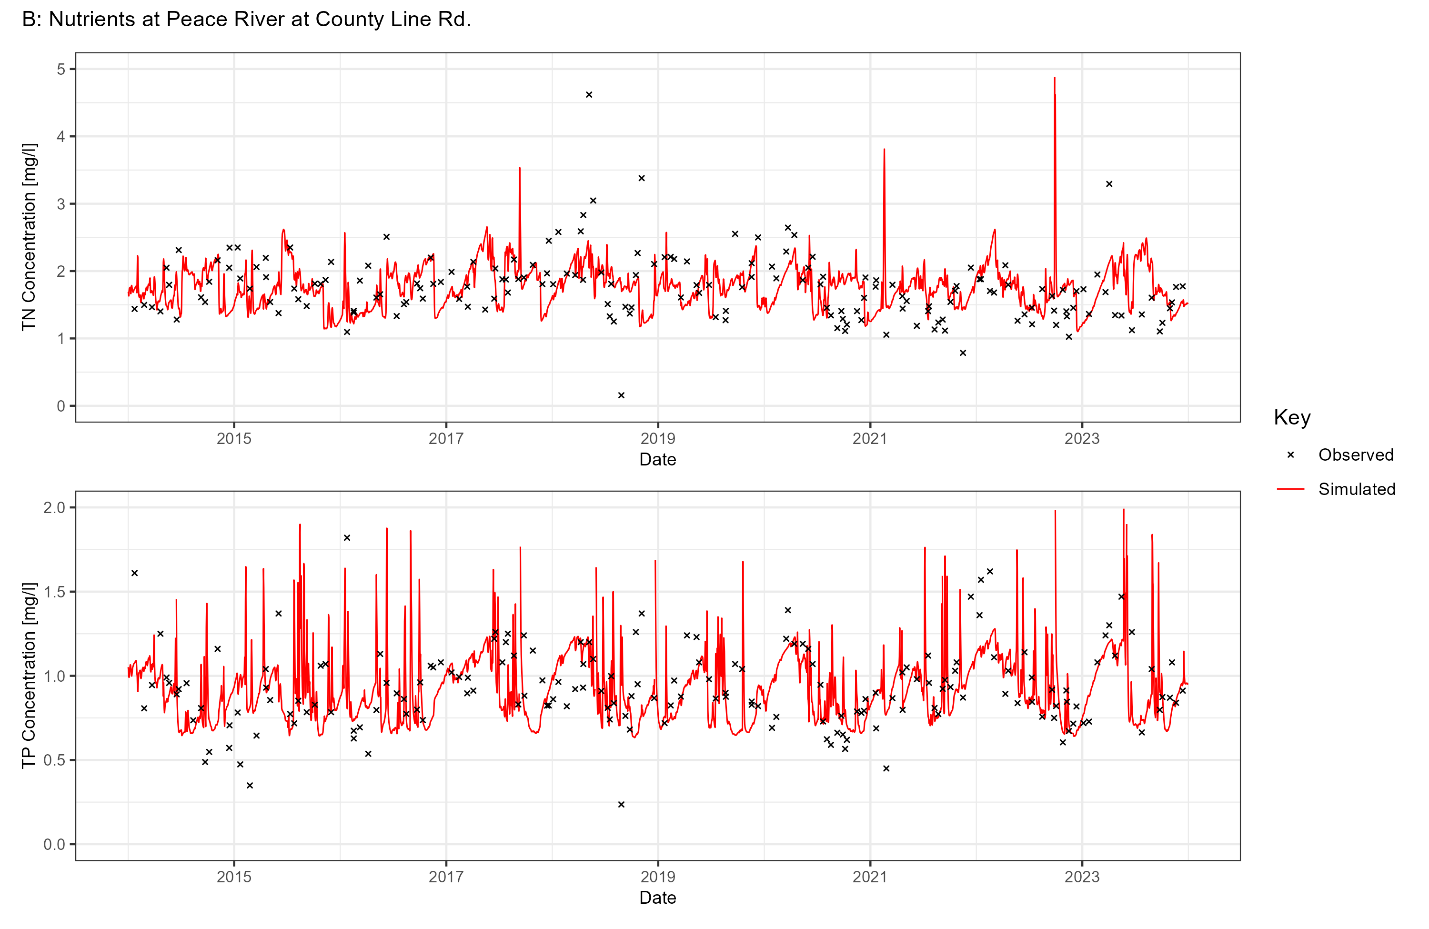 B: Nutrients at Peace River at County Line Rd.
5
4
3
2
1
0
TN Concentration [mg/l]
2015 2017 2019 2021 2023
Date
Key
Observed
Simulated
2.0
1.5
1.0
0.5
0.0
TP Concentration [mg/l]
2015 2017 2019 2021 2023
Date